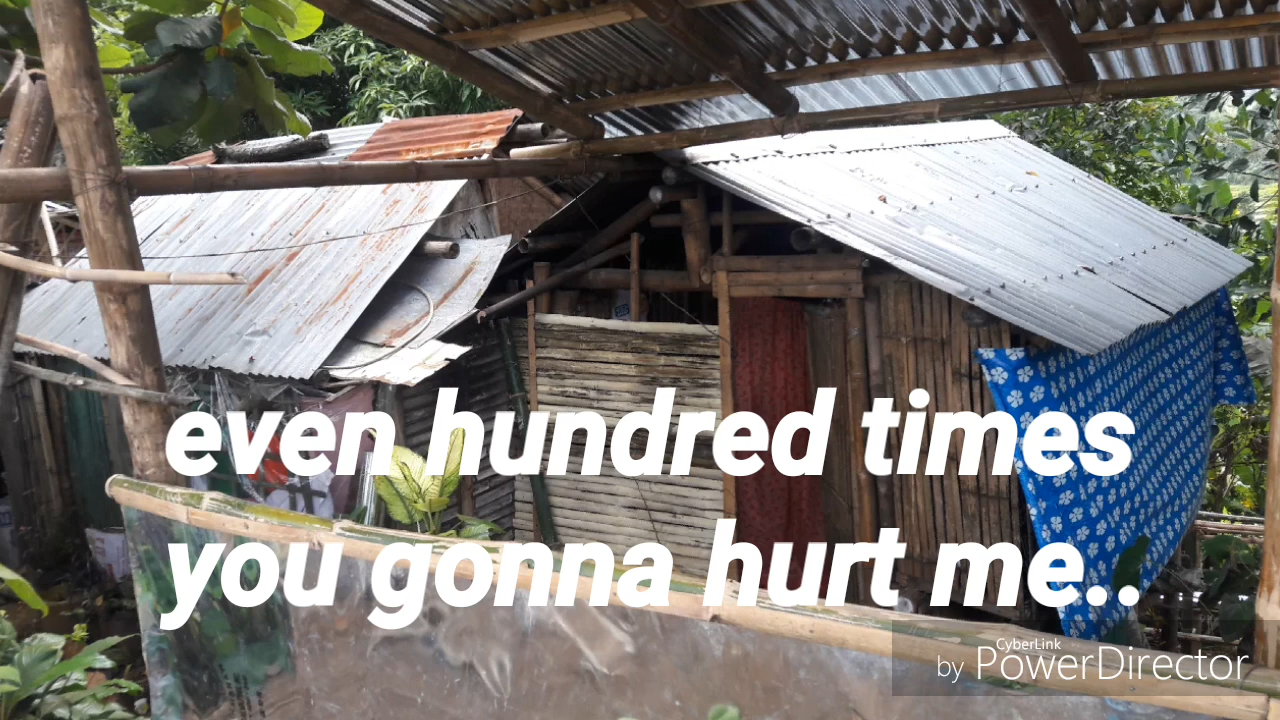 even hundred times
you gonna hurt me..
CyberLink
by PowerDirector